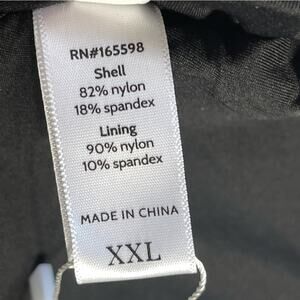 RN#165598
Shell
82% nylon
18% spandex
Lining
90% nylon
10% spandex
MADE IN CHINA
XXL